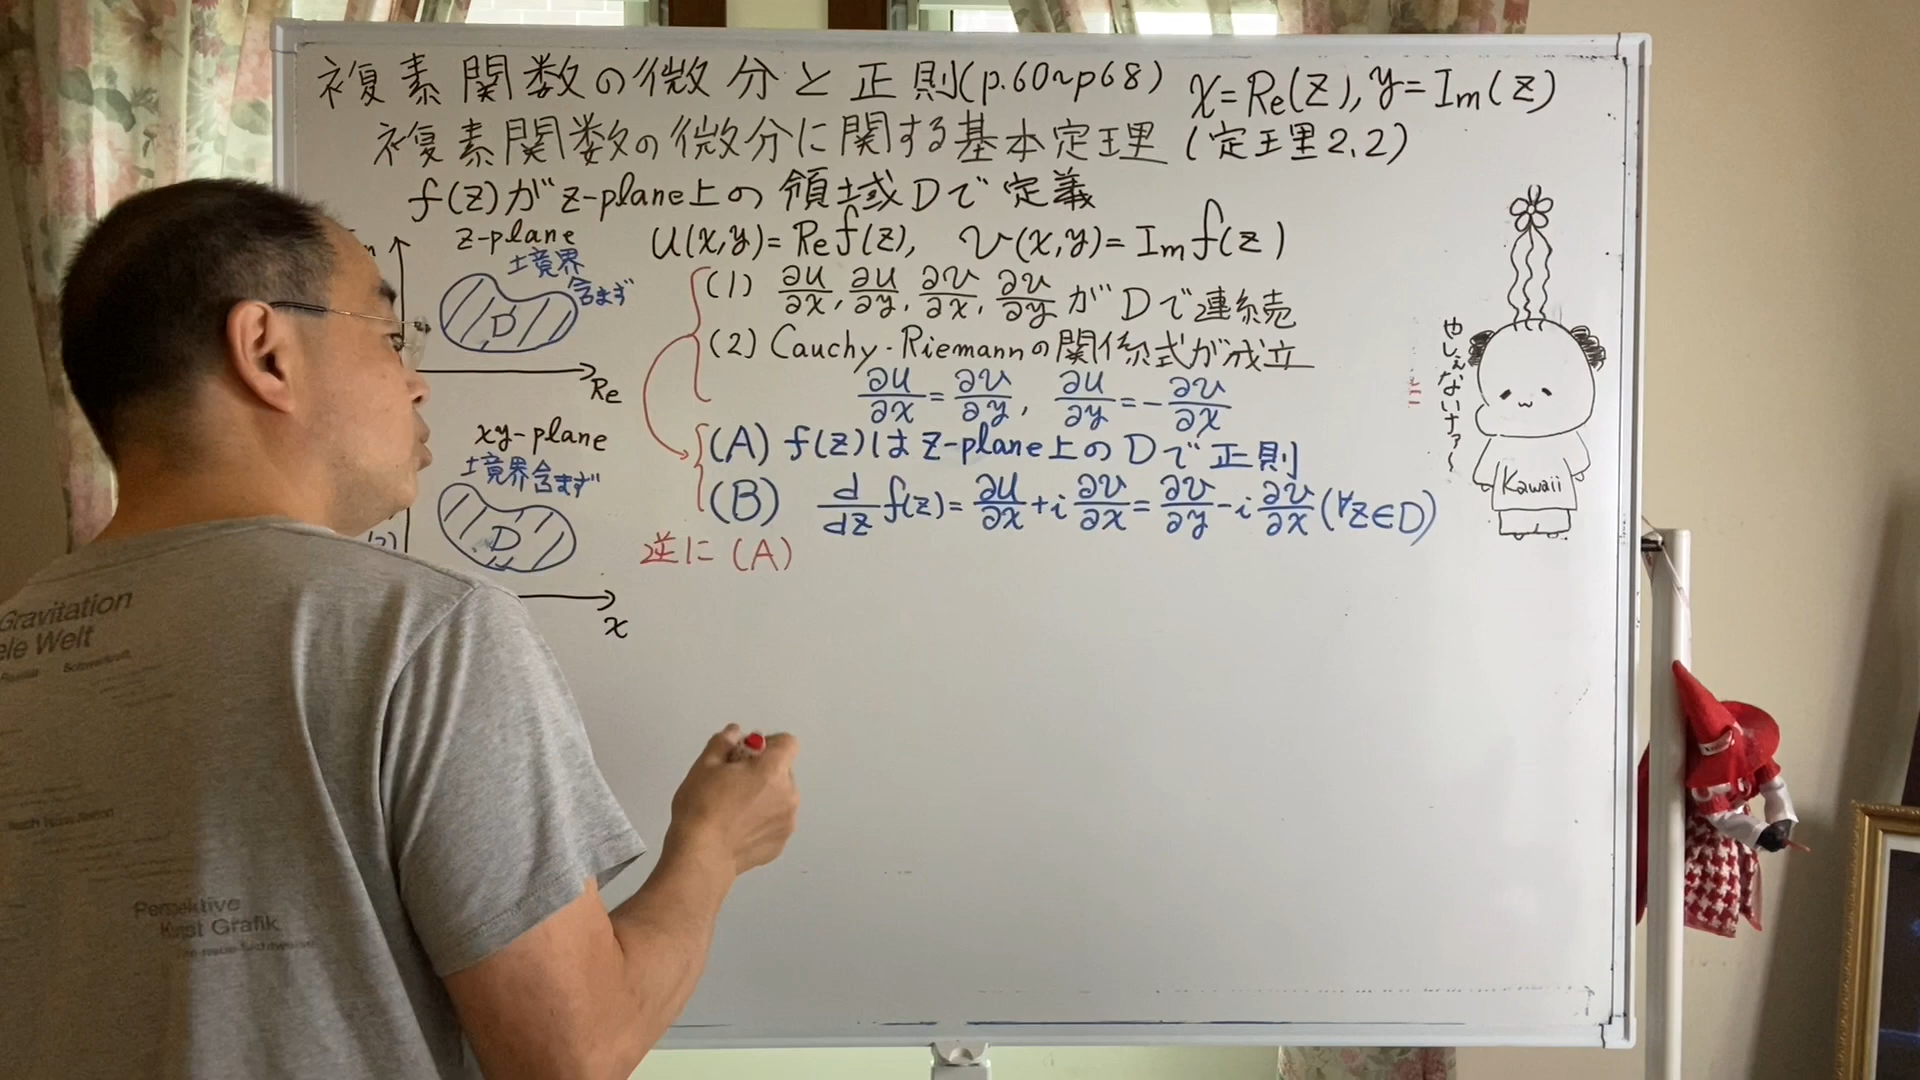 複素関数の微分と正則(p.60~p68) x=Re(z), y=Im(z)
複素関数の微分に関する基本定理(定理2.2)
f(z)がz-plane上の領域Dで定義
z-plane
境界
含まず
D
Re
u(x,y)=Re f(z), v(x,y)=Im f(z)
(1) ∂u/∂x, ∂u/∂y, ∂v/∂x, ∂v/∂y がDで連続
(2) Cauchy-Riemannの関係式が成立
∂u/∂x=∂v/∂y, ∂u/∂y=-∂v/∂x
xy-plane
境界含まず
D
x
(A) f(z)はz-plane上のDで正則
(B) d/dz f(z)=∂u/∂x+i∂v/∂x=∂v/∂y-i∂v/∂x(∀z∈D)
逆に(A)
やしぇないナァ〜
Kawaii
Gravitation
ele Welt
Schwerkraft
Perspektive
Kunst Grafik